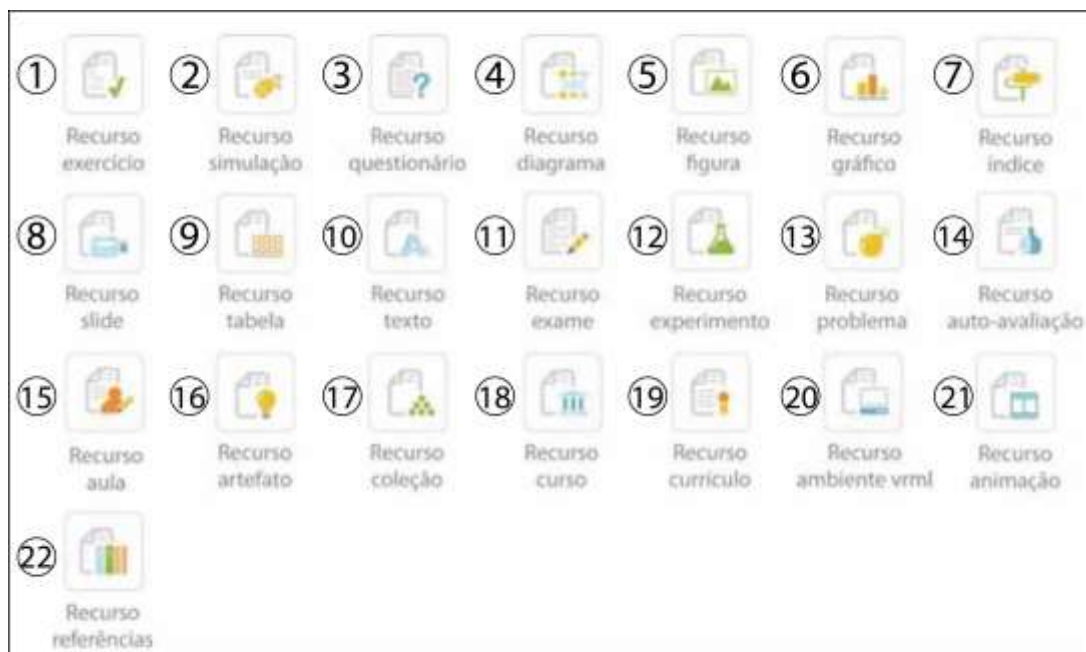 ① ② ③ ④ ⑤ ⑥ ⑦
Recurso Recurso Recurso Recurso Recurso Recurso Recurso
exercício simulação questionário diagrama figura gráfico índice
⑧ ⑨ ⑩ ⑪ ⑫ ⑬ ⑭
Recurso Recurso Recurso Recurso Recurso Recurso Recurso
slide tabela texto exame experimento problema auto-avaliação
⑮ ⑯ ⑰ ⑱ ⑲ ⑳ ㉑
Recurso Recurso Recurso Recurso Recurso Recurso Recurso
aula artefato coleção curso currículo ambiente vrml animação
㉒
Recurso
referências